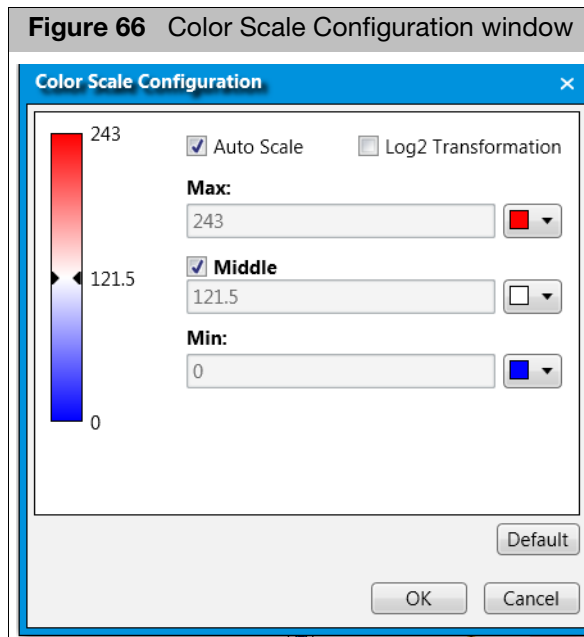 Figure 66 Color Scale Configuration window
Color Scale Configuration
243
Auto Scale
Log2 Transformation
Max:
243
Middle
121.5
121.5
Min:
0
0
Default
OK
Cancel